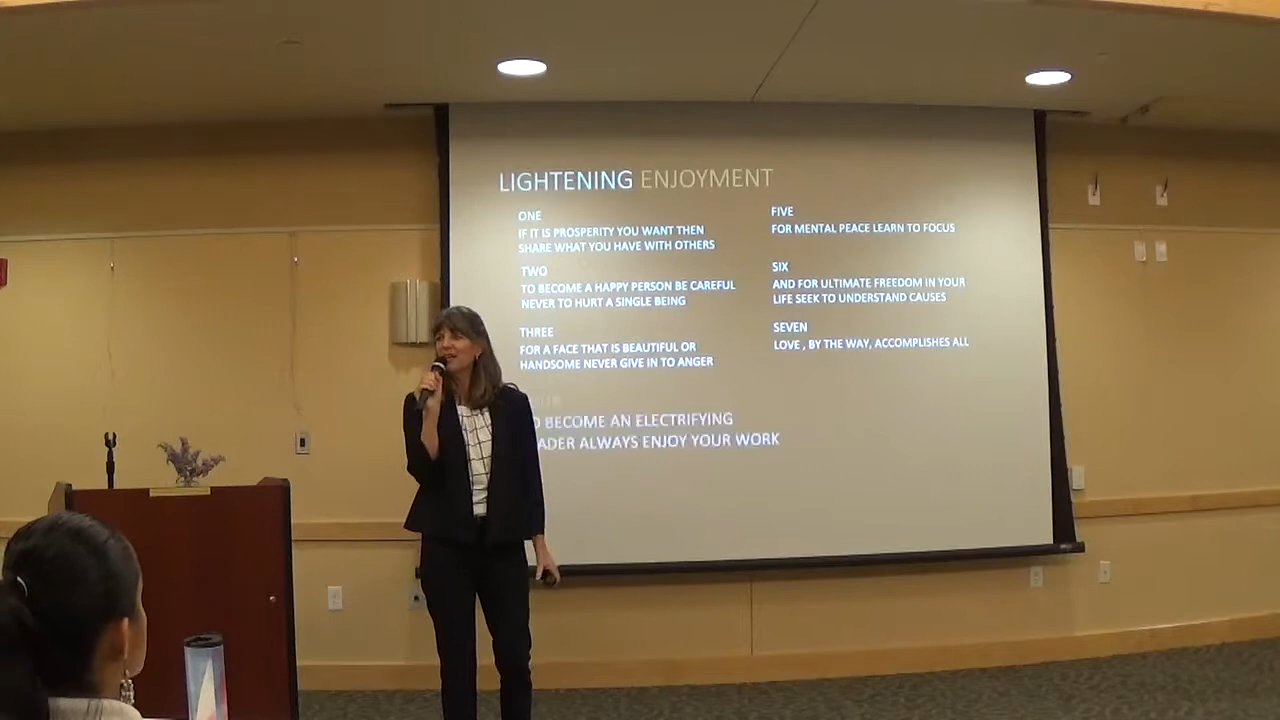 LIGHTENING ENJOYMENT
ONE
IF IT IS PROSPERITY YOU WANT THEN
SHARE WHAT YOU HAVE WITH OTHERS
TWO
TO BECOME A HAPPY PERSON BE CAREFUL
NEVER TO HURT A SINGLE BEING
THREE
FOR A FACE THAT IS BEAUTIFUL OR
HANDSOME NEVER GIVE IN TO ANGER
BECOME AN ELECTRIFYING
ALWAYS ENJOY YOUR WORK
FIVE
FOR MENTAL PEACE LEARN TO FOCUS
SIX
AND FOR ULTIMATE FREEDOM IN YOUR
LIFE SEEK TO UNDERSTAND CAUSES
SEVEN
LOVE , BY THE WAY, ACCOMPLISHES ALL